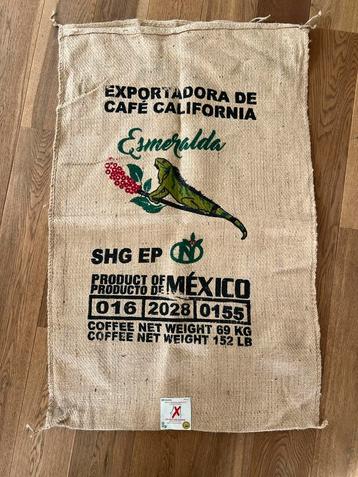 EXPORTADORA DE
CAFÉ CALIFORNIA
Esmeralda
SHG EP
PRODUCT OF
PRODUCTO DE MÉXICO
016 2028 0155
COFFEE NET WEIGHT 69 KG
COFFEE NET WEIGHT 152 LB